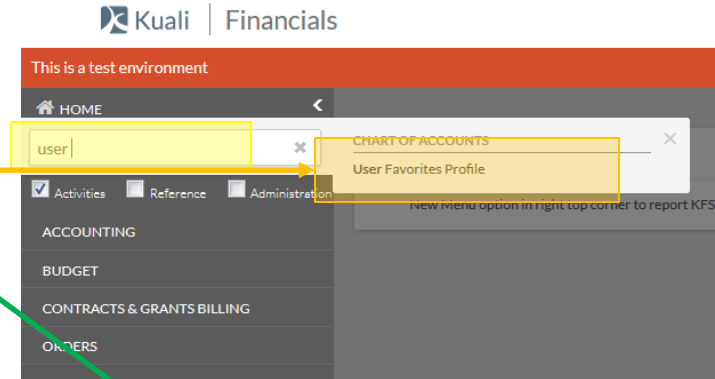 Kuali | Financials
This is a test environment
HOME
user
CHART OF ACCOUNTS
User Favorites Profile
Activities Reference Administration
New Menu option in right top corner to report KFS
ACCOUNTING
BUDGET
CONTRACTS & GRANTS BILLING
ORDERS